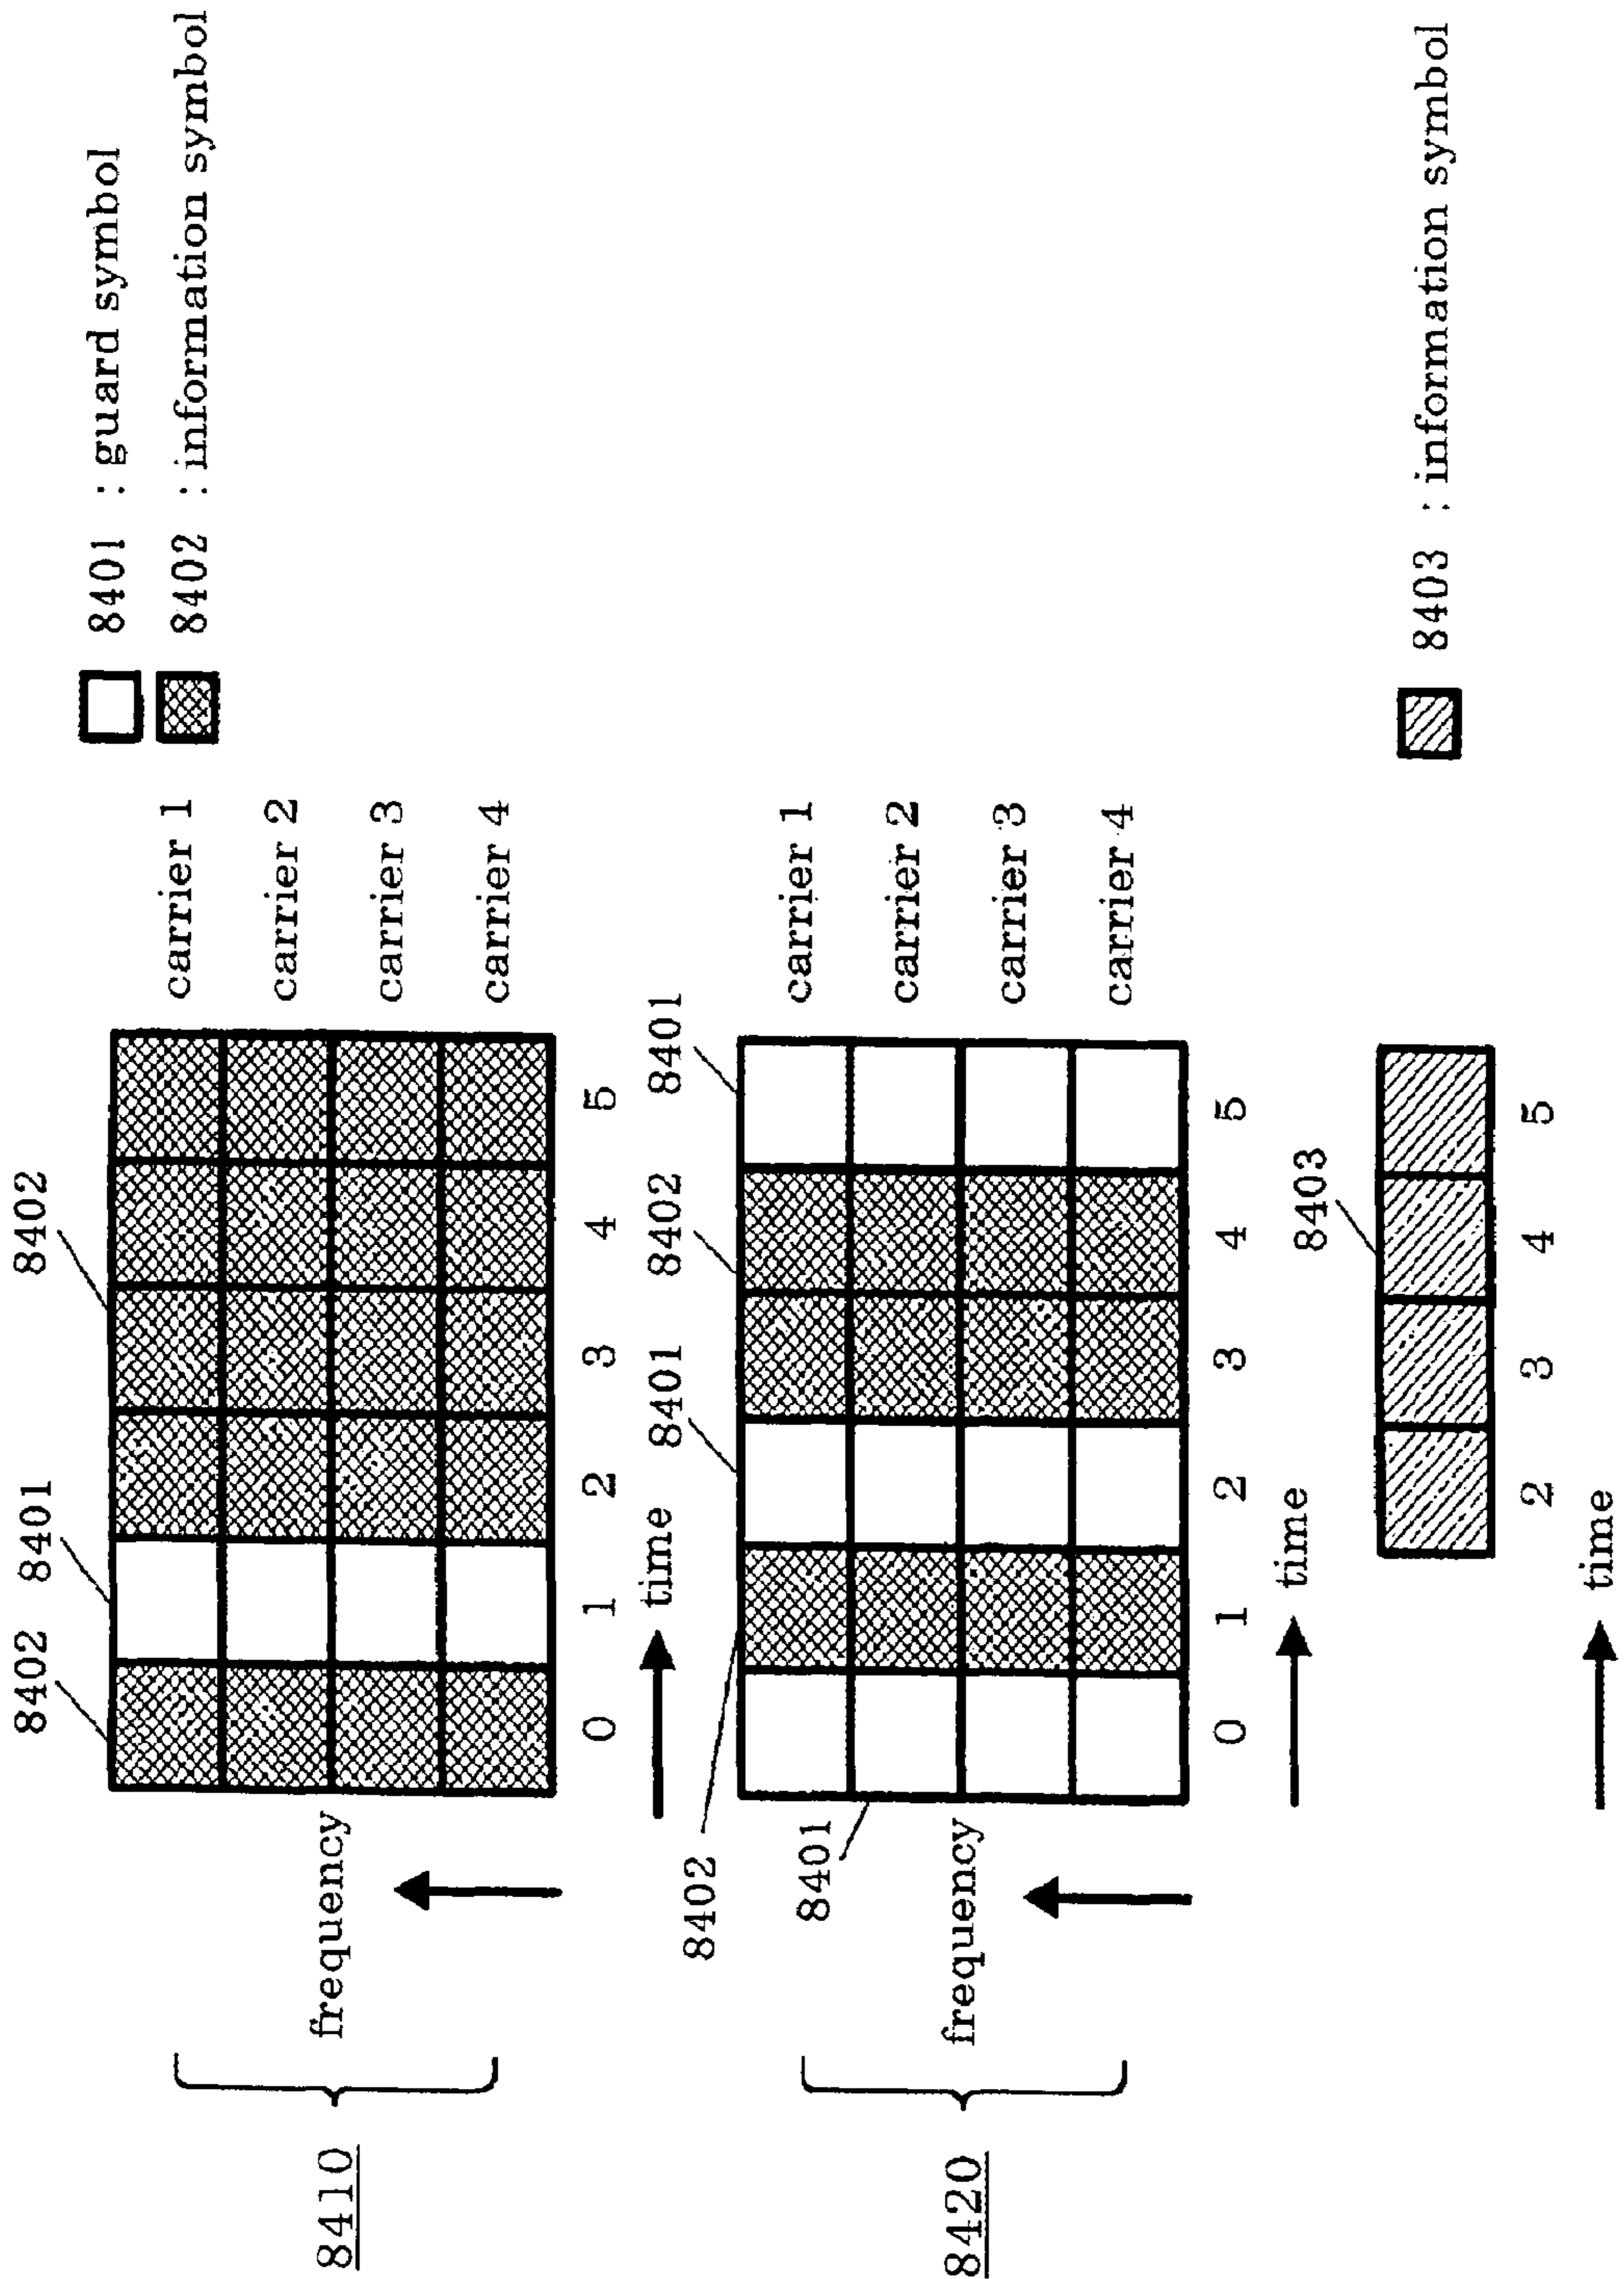 8401 : guard symbol
8402 : information symbol
8402 8401 8402
8410
frequency
carrier 1
carrier 2
carrier 3
carrier 4
0 1 2 3 4 5
time
8402 8401 8402 8401
8401
8420
frequency
carrier 1
carrier 2
carrier 3
carrier 4
0 1 2 3 4 5
time
8403
8403 : information symbol
2 3 4 5
time